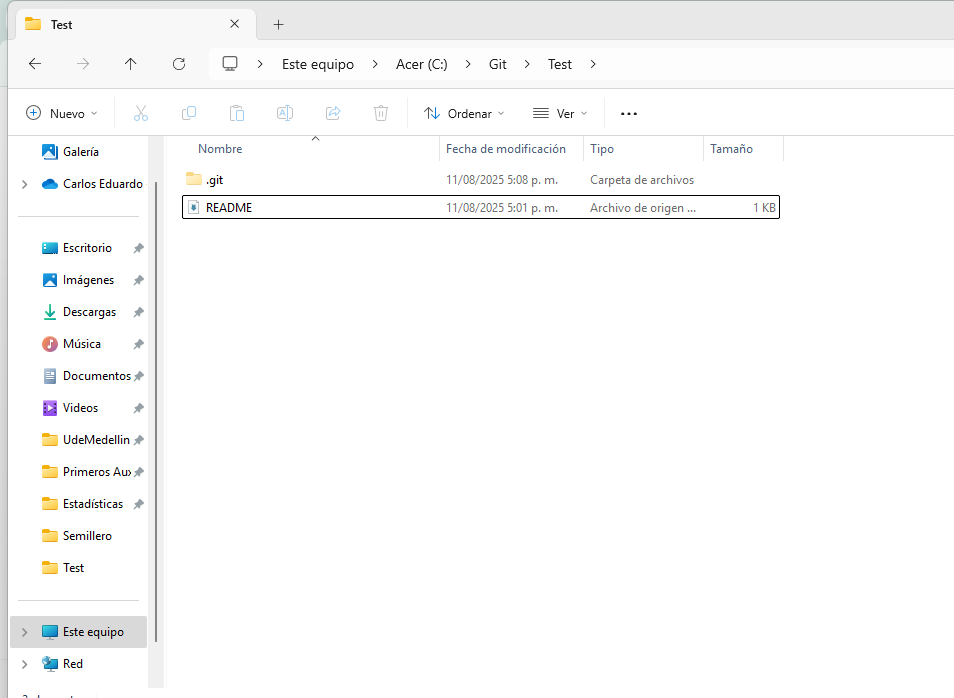 Test
Este equipo > Acer (C:) > Git > Test >
Nuevo Ordenar Ver ...
Galería
Carlos Eduardo
Escritorio
Imágenes
Descargas
Música
Documentos
Videos
UdeMedellin
Primeros Aux
Estadísticas
Semillero
Test
Este equipo
Red
Nombre Fecha de modificación Tipo Tamaño
.git 11/08/2025 5:08 p. m. Carpeta de archivos
README 11/08/2025 5:01 p. m. Archivo de origen ... 1 KB